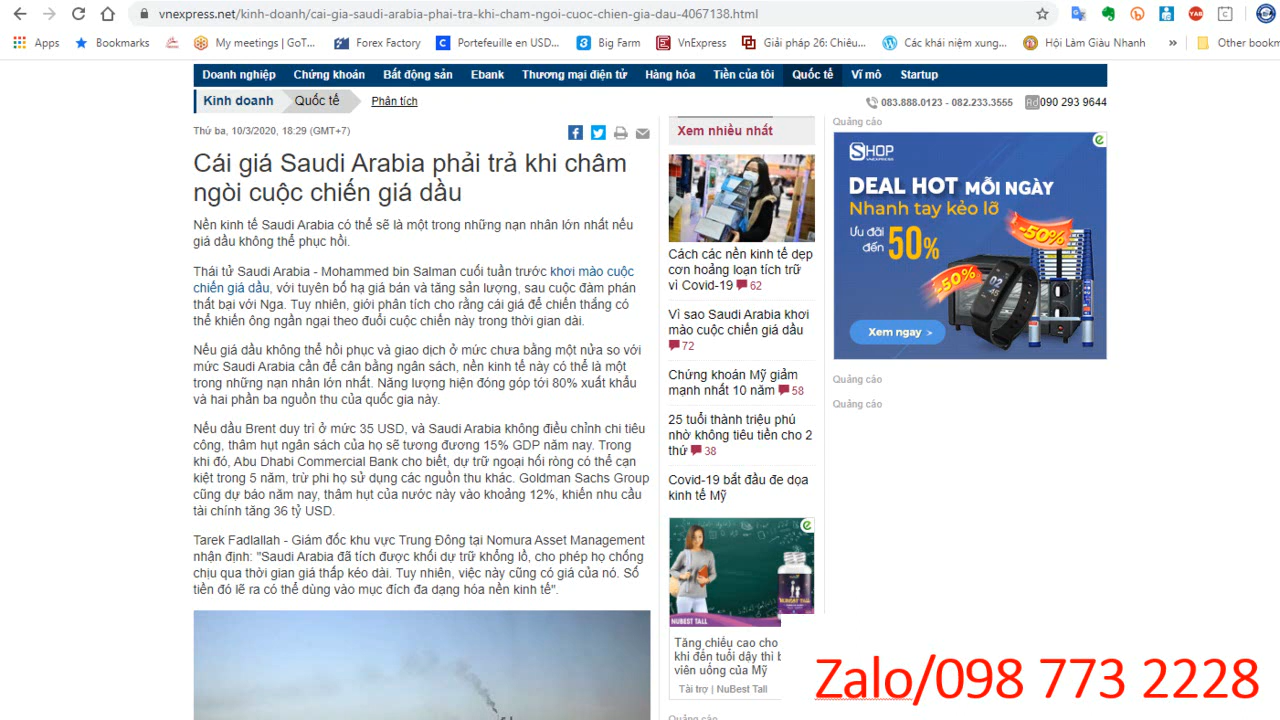 vnexpress.net/kinh-doanh/cai-gia-saudi-arabia-phai-tra-khi-cham-ngoi-cuoc-chien-gia-dau-4067138.html
Apps Bookmarks My meetings | GoT... Forex Factory Portefeuille en USD... Big Farm VnExpress Giải pháp 26: Chiêu... Các khái niệm xung... Hội Làm Giàu Nhanh » Other bookm
Doanh nghiệp Chứng khoán Bất động sản Ebank Thương mại điện tử Hàng hóa Tiền của tôi Quốc tế Vĩ mô Startup
Kinh doanh Quốc tế Phân tích
083.888.0123 - 082.233.3555 Ad 090 293 9644
Thứ ba, 10/3/2020, 18:29 (GMT+7)
Cái giá Saudi Arabia phải trả khi châm
ngòi cuộc chiến giá dầu
Nền kinh tế Saudi Arabia có thể sẽ là một trong những nạn nhân lớn nhất nếu
giá dầu không thể phục hồi.
Thái tử Saudi Arabia - Mohammed bin Salman cuối tuần trước khơi mào cuộc
chiến giá dầu, với tuyên bố hạ giá bán và tăng sản lượng, sau cuộc đàm phán
thất bại với Nga. Tuy nhiên, giới phân tích cho rằng cái giá để chiến thắng có
thể khiến ông ngần ngại theo đuổi cuộc chiến này trong thời gian dài.
Nếu giá dầu không thể hồi phục và giao dịch ở mức chưa bằng một nửa so với
mức Saudi Arabia cần để cân bằng ngân sách, nền kinh tế này có thể là một
trong những nạn nhân lớn nhất. Năng lượng hiện đóng góp tới 80% xuất khẩu
và hai phần ba nguồn thu của quốc gia này.
Nếu dầu Brent duy trì ở mức 35 USD, và Saudi Arabia không điều chỉnh chi tiêu
công, thâm hụt ngân sách của họ sẽ tương đương 15% GDP năm nay. Trong
khi đó, Abu Dhabi Commercial Bank cho biết, dự trữ ngoại hối ròng có thể cạn
kiệt trong 5 năm, trừ phi họ sử dụng các nguồn thu khác. Goldman Sachs Group
cũng dự báo năm nay, thâm hụt của nước này vào khoảng 12%, khiến nhu cầu
tài chính tăng 36 tỷ USD.
Tarek Fadlallah - Giám đốc khu vực Trung Đông tại Nomura Asset Management
nhận định: "Saudi Arabia đã tích được khối dự trữ khổng lồ, cho phép họ chống
chịu qua thời gian giá thấp kéo dài. Tuy nhiên, việc này cũng có giá của nó. Số
tiền đó lẽ ra có thể dùng vào mục đích đa dạng hóa nền kinh tế".
Xem nhiều nhất
Cách các nền kinh tế dẹp
cơn hoảng loạn tích trữ
vì Covid-19 62
Vì sao Saudi Arabia khơi
mào cuộc chiến giá dầu
72
Chứng khoán Mỹ giảm
mạnh nhất 10 năm 58
25 tuổi thành triệu phú
nhờ không tiêu tiền cho 2
thứ 38
Covid-19 bắt đầu đe dọa
kinh tế Mỹ
NUBEST TALL
Tăng chiều cao cho
khi đến tuổi dậy thì b
viên uống của Mỹ
Tài trợ | NuBest Tall
Quảng cáo
Quảng cáo
SHOP
VNEXPRESS
DEAL HOT MỖI NGÀY
Nhanh tay kẻo lỡ
Ưu đãi
đến 50%
-50%
-50%
Xem ngay >
Quảng cáo
Quảng cáo
Zalo/098 773 2228